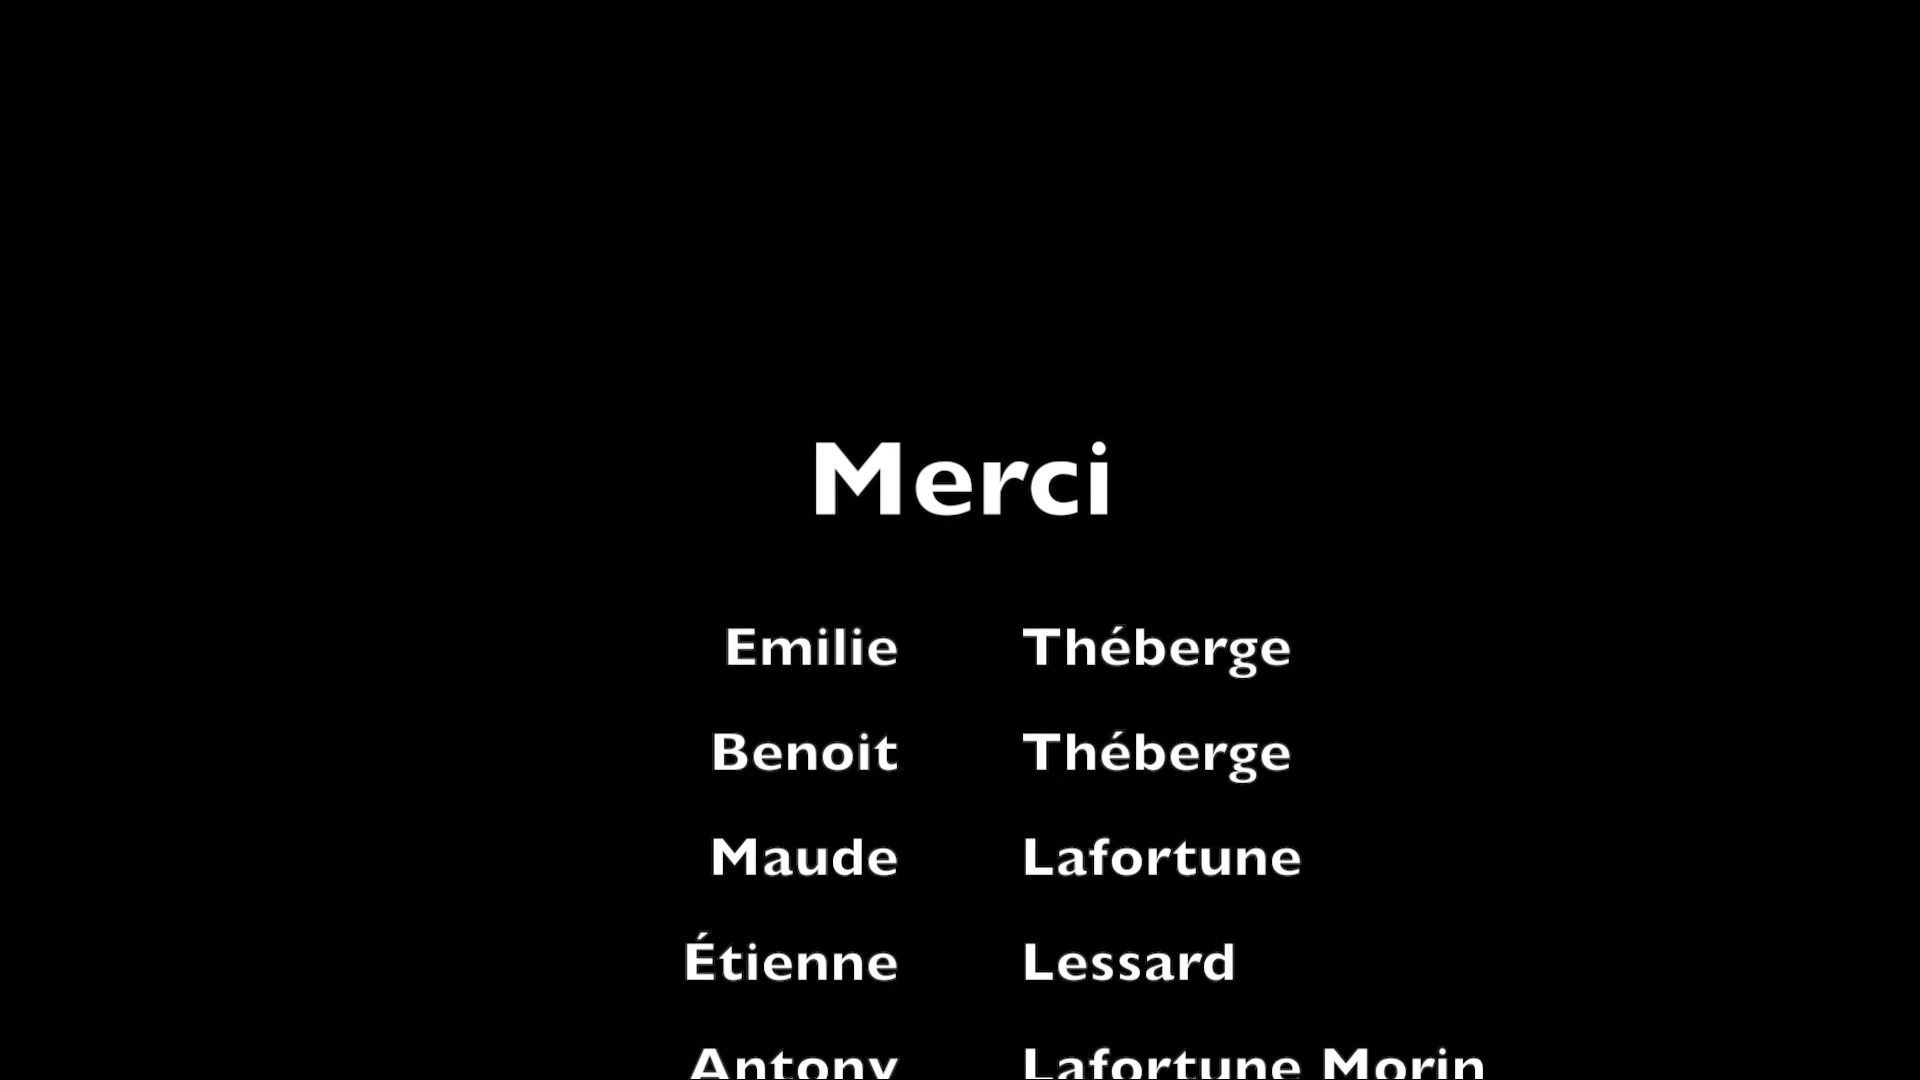 Merci
Emilie Théberge
Benoit Théberge
Maude Lafortune
Étienne Lessard
Antony Lafortune Morin